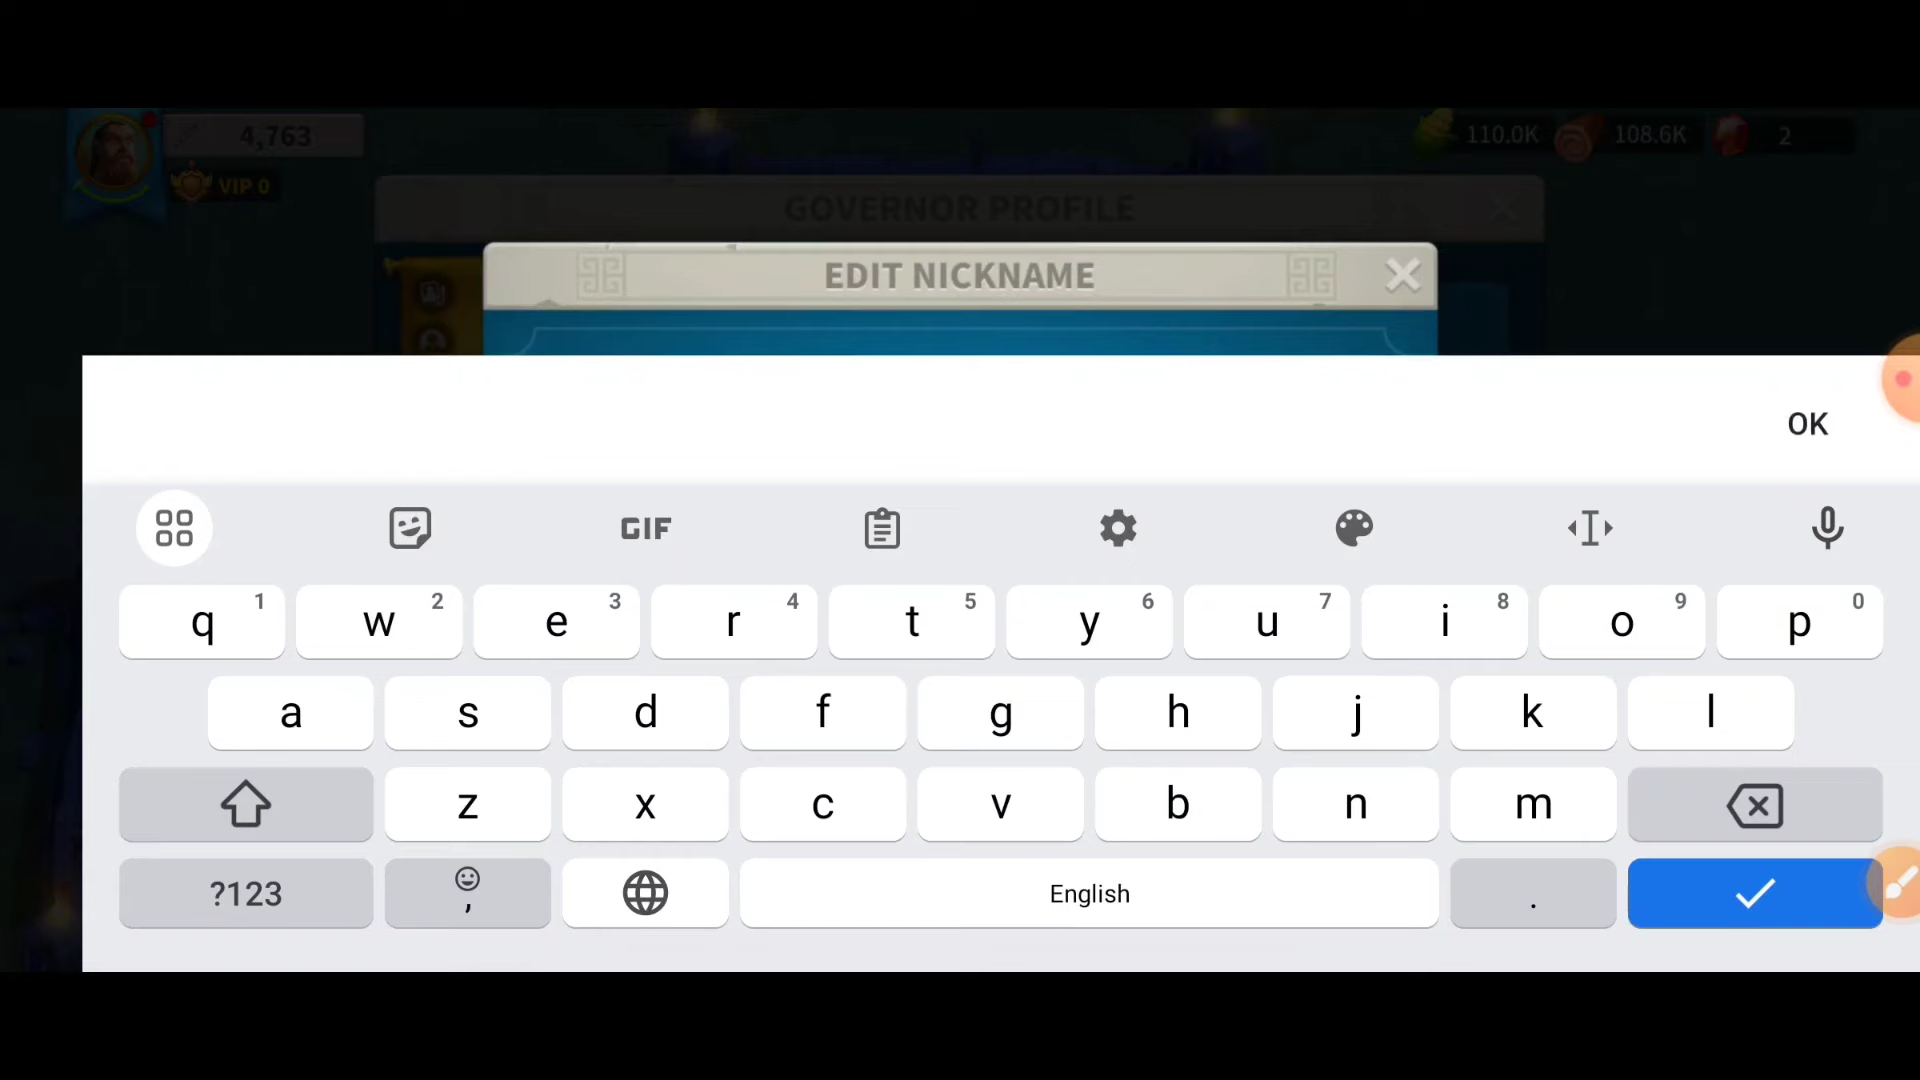 4,763
110.0K 108.6K 2
VIP 0
GOVERNOR PROFILE
EDIT NICKNAME
OK
GIF
q 1 w 2 e 3 r 4 t 5 y 6 u 7 i 8 o 9 p 0
a s d f g h j k l
z x c v b n m
?123 , English .